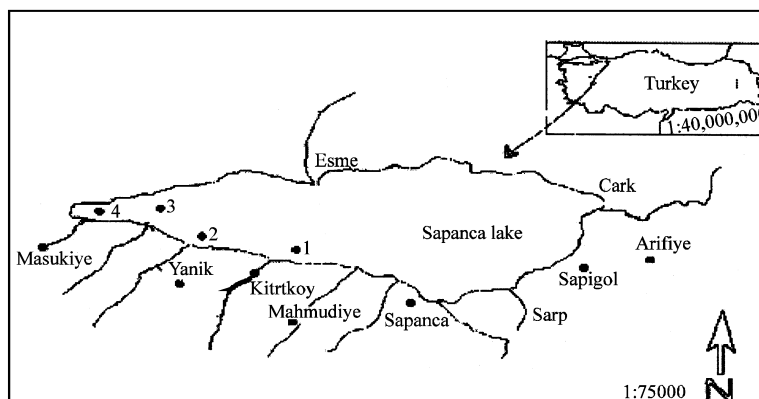 Turkey
1:40,000,000
Esme
Cark
4
3
2
1
Sapanca lake
Masukiye
Yanik
Kitrtkoy
Mahmudiye
Sapanca
Sarp
Sapigol
Arifiye
1:75000
N